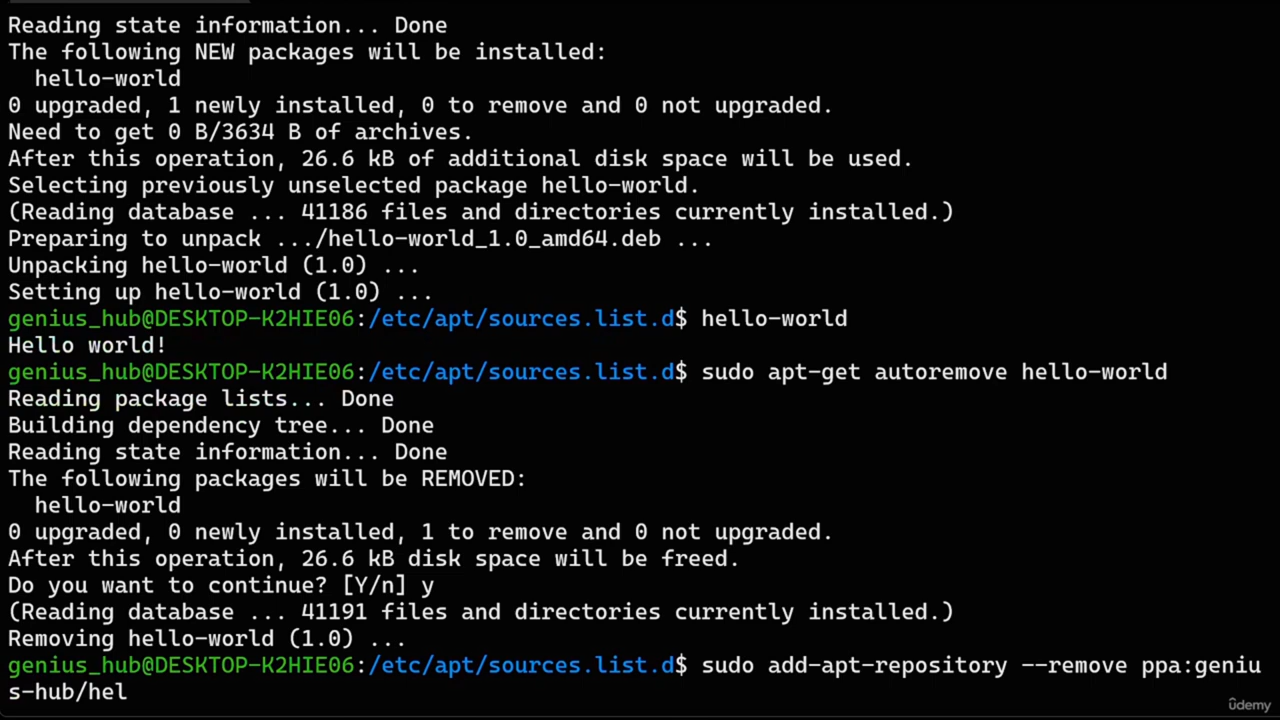 Reading state information... Done
The following NEW packages will be installed:
  hello-world
0 upgraded, 1 newly installed, 0 to remove and 0 not upgraded.
Need to get 0 B/3634 B of archives.
After this operation, 26.6 kB of additional disk space will be used.
Selecting previously unselected package hello-world.
(Reading database ... 41186 files and directories currently installed.)
Preparing to unpack .../hello-world_1.0_amd64.deb ...
Unpacking hello-world (1.0) ...
Setting up hello-world (1.0) ...
genius_hub@DESKTOP-K2HIE06:/etc/apt/sources.list.d$ hello-world
Hello world!
genius_hub@DESKTOP-K2HIE06:/etc/apt/sources.list.d$ sudo apt-get autoremove hello-world
Reading package lists... Done
Building dependency tree... Done
Reading state information... Done
The following packages will be REMOVED:
  hello-world
0 upgraded, 0 newly installed, 1 to remove and 0 not upgraded.
After this operation, 26.6 kB disk space will be freed.
Do you want to continue? [Y/n] y
(Reading database ... 41191 files and directories currently installed.)
Removing hello-world (1.0) ...
genius_hub@DESKTOP-K2HIE06:/etc/apt/sources.list.d$ sudo add-apt-repository --remove ppa:geniu
s-hub/hel
ûdemy